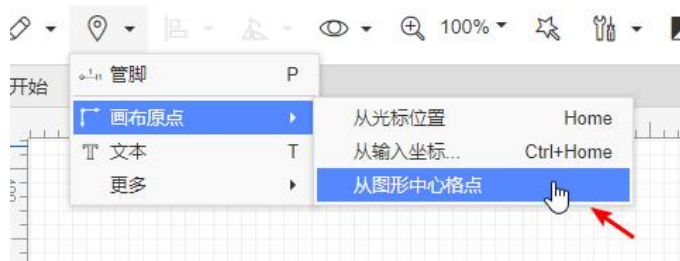 100%
开始
管脚 P
画布原点
文本 T
更多
从光标位置 Home
从输入坐标... Ctrl+Home
从图形中心格点